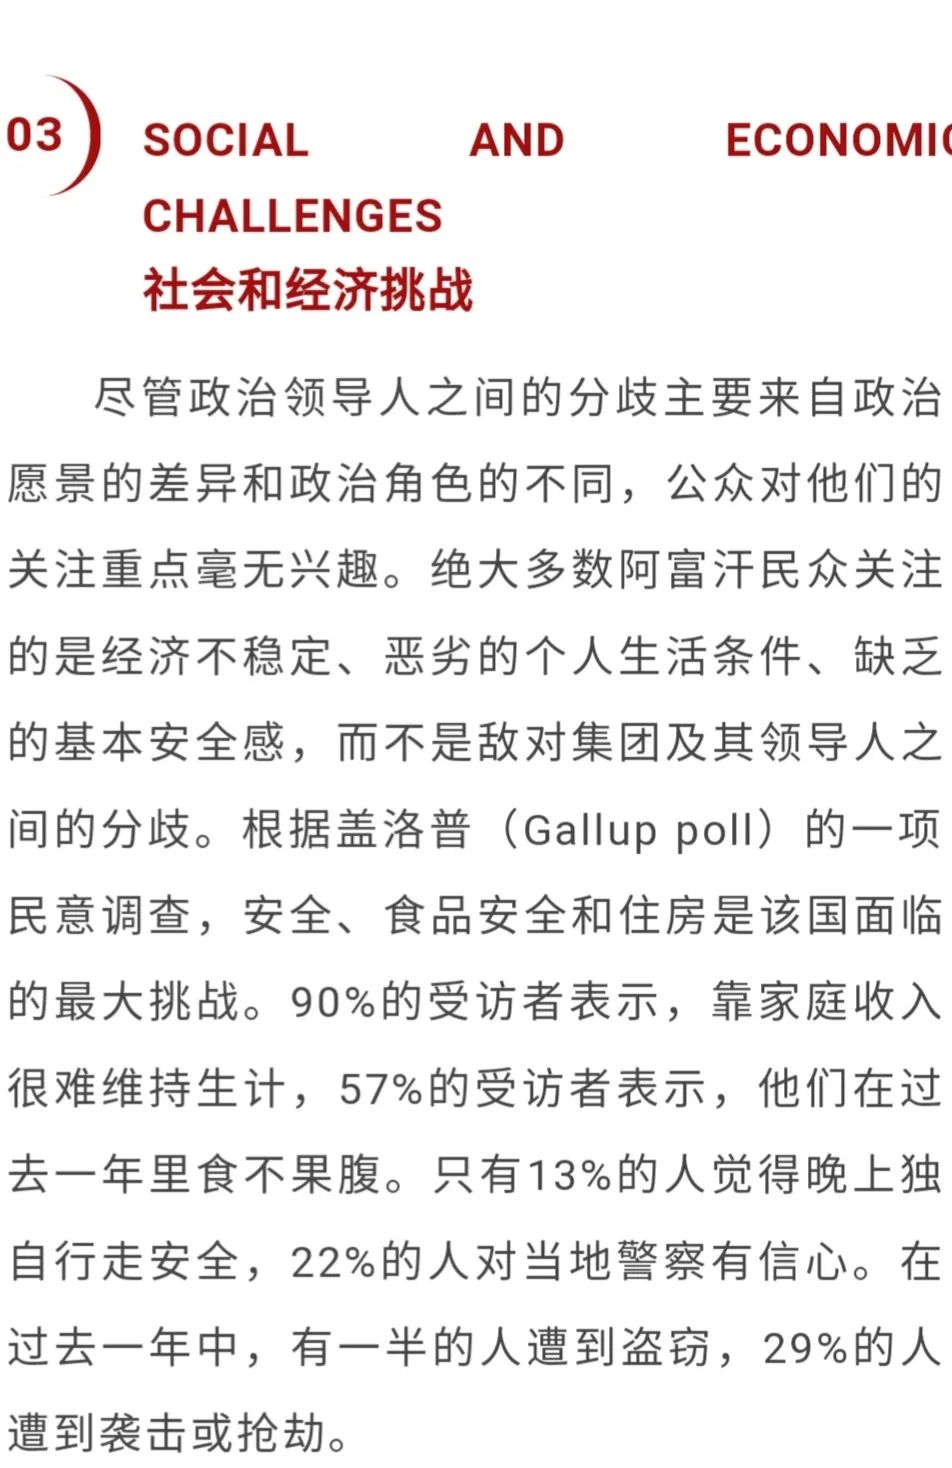 03
SOCIAL AND ECONOMIC
CHALLENGES
社会和经济挑战
尽管政治领导人之间的分歧主要来自政治
愿景的差异和政治角色的不同，公众对他们的
关注重点毫无兴趣。绝大多数阿富汗民众关注
的是经济不稳定、恶劣的个人生活条件、缺乏
的基本安全感，而不是敌对集团及其领导人之
间的分歧。根据盖洛普（Gallup poll）的一项
民意调查，安全、食品安全和住房是该国面临
的最大挑战。90%的受访者表示，靠家庭收入
很难维持生计，57%的受访者表示，他们在过
去一年里食不果腹。只有13%的人觉得晚上独
自行走安全，22%的人对当地警察有信心。在
过去一年中，有一半的人遭到盗窃，29%的人
遭到袭击或抢劫。